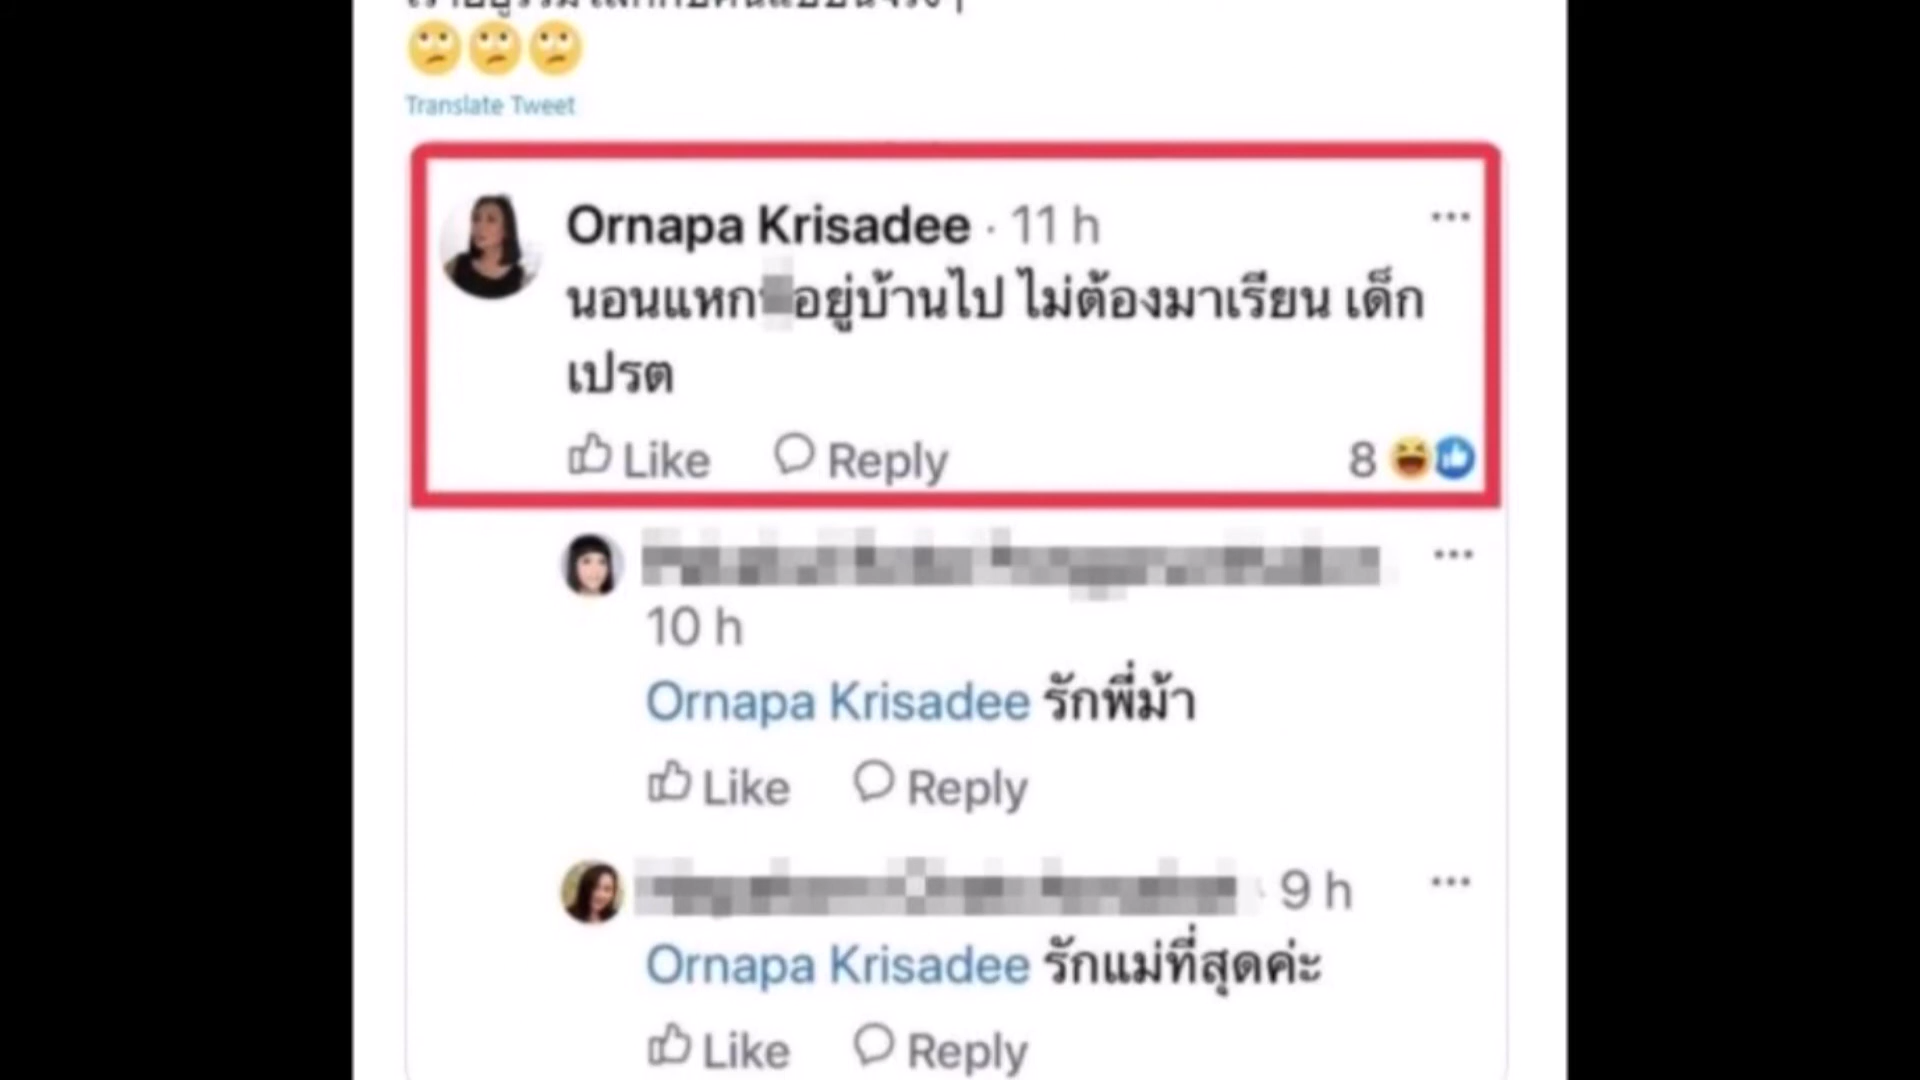 Translate Tweet
Ornapa Krisadee · 11 h
นอนแหก อยู่บ้านไป ไม่ต้องมาเรียน เด็ก
เปรต
Like Reply 8
10 h
Ornapa Krisadee รักพี่ม้า
Like Reply
· 9 h
Ornapa Krisadee รักแม่ที่สุดค่ะ
Like Reply